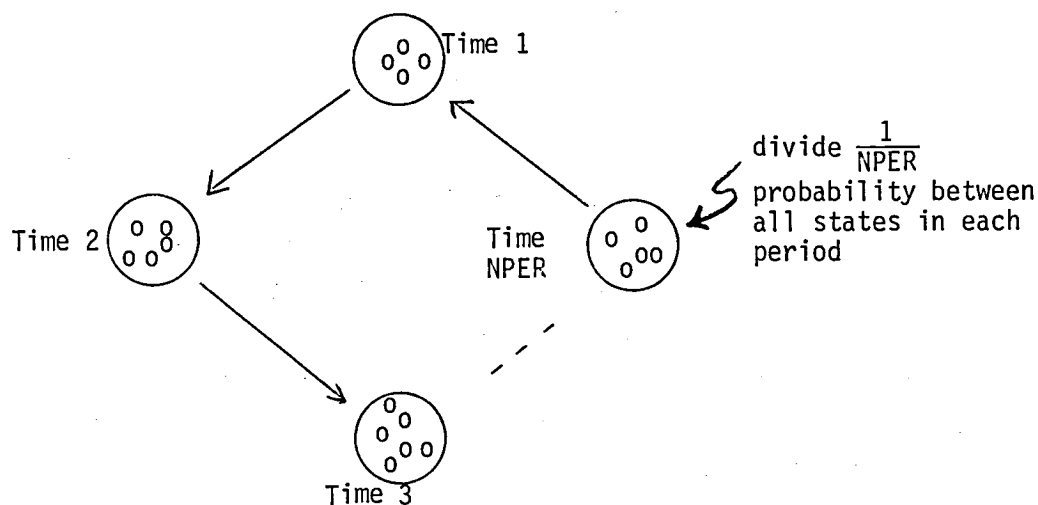 Time 1
divide 1/NPER
probability between
all states in each
period
Time 2
Time
NPER
Time 3